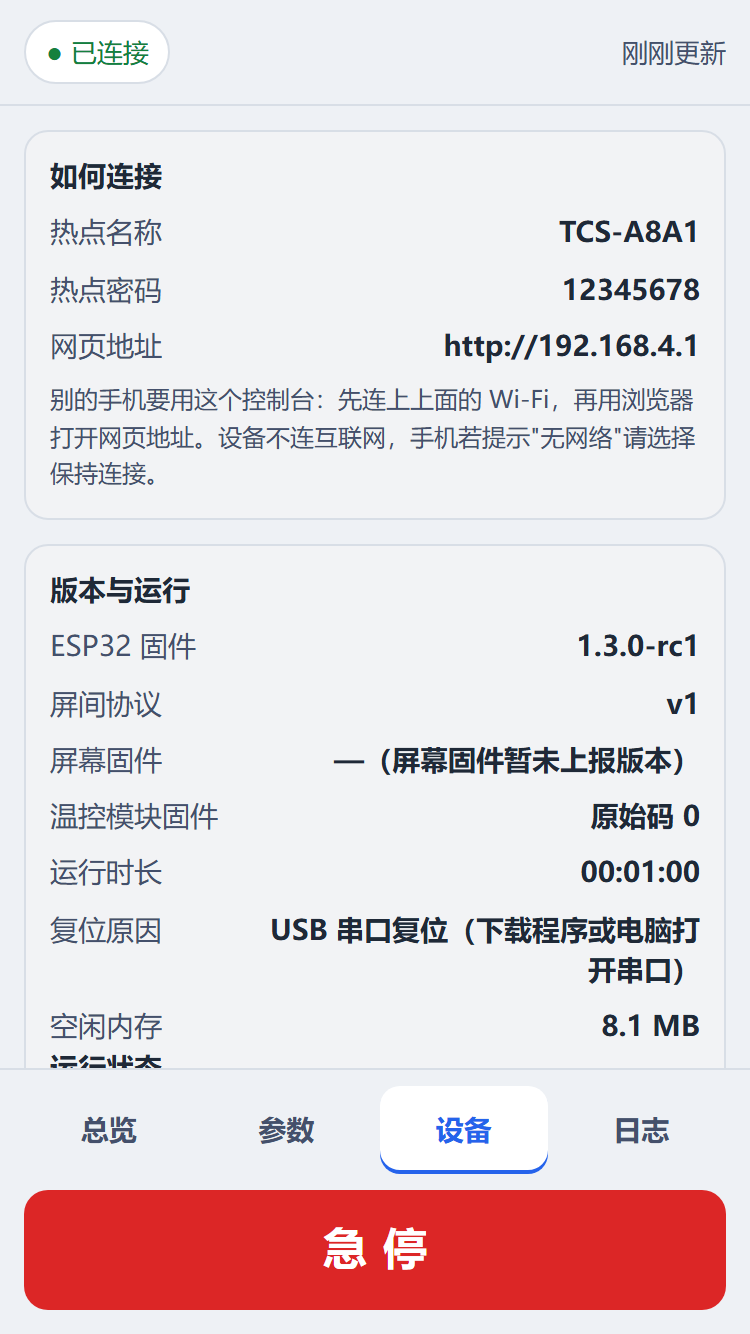 已连接
刚刚更新
如何连接
热点名称 TCS-A8A1
热点密码 12345678
网页地址 http://192.168.4.1
别的手机要用这个控制台：先连上上面的 Wi-Fi，再用浏览器
打开网页地址。设备不连互联网，手机若提示"无网络"请选择
保持连接。
版本与运行
ESP32 固件 1.3.0-rc1
屏间协议 v1
屏幕固件 —（屏幕固件暂未上报版本）
温控模块固件 原始码 0
运行时长 00:01:00
复位原因 USB 串口复位（下载程序或电脑打
开串口）
空闲内存 8.1 MB
运行状态
总览 参数 设备 日志
急 停